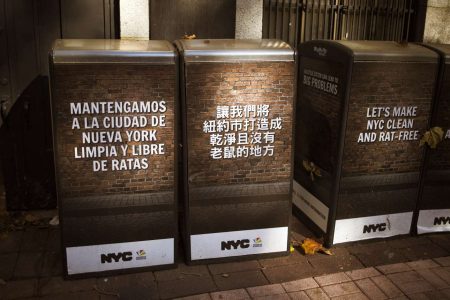 MANTENGAMOS
A LA CIUDAD DE
NUEVA YORK
LIMPIA Y LIBRE
DE RATAS
NYC
讓我們將
紐約市打造成
乾淨且沒有
老鼠的地方
NYC
BIG PROBLEMS
LET'S MAKE
NYC CLEAN
AND RAT-FREE
NYC
NYC